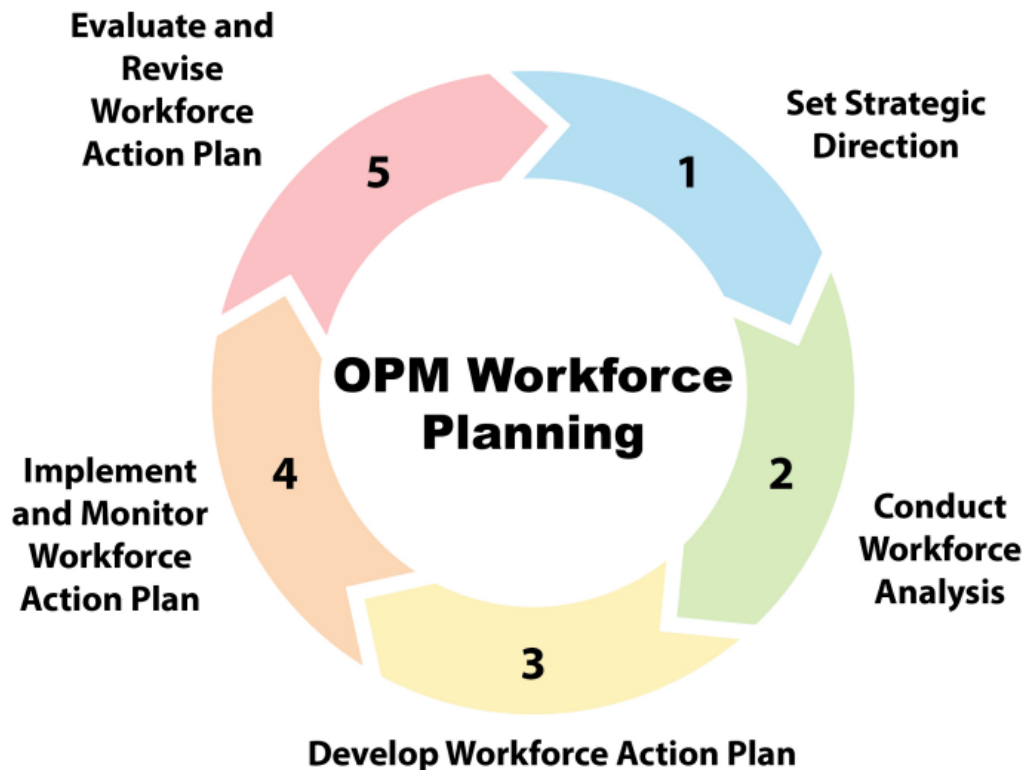 OPM Workforce
Planning
1
Set Strategic
Direction
2
Conduct
Workforce
Analysis
3
Develop Workforce Action Plan
4
Implement
and Monitor
Workforce
Action Plan
5
Evaluate and
Revise
Workforce
Action Plan